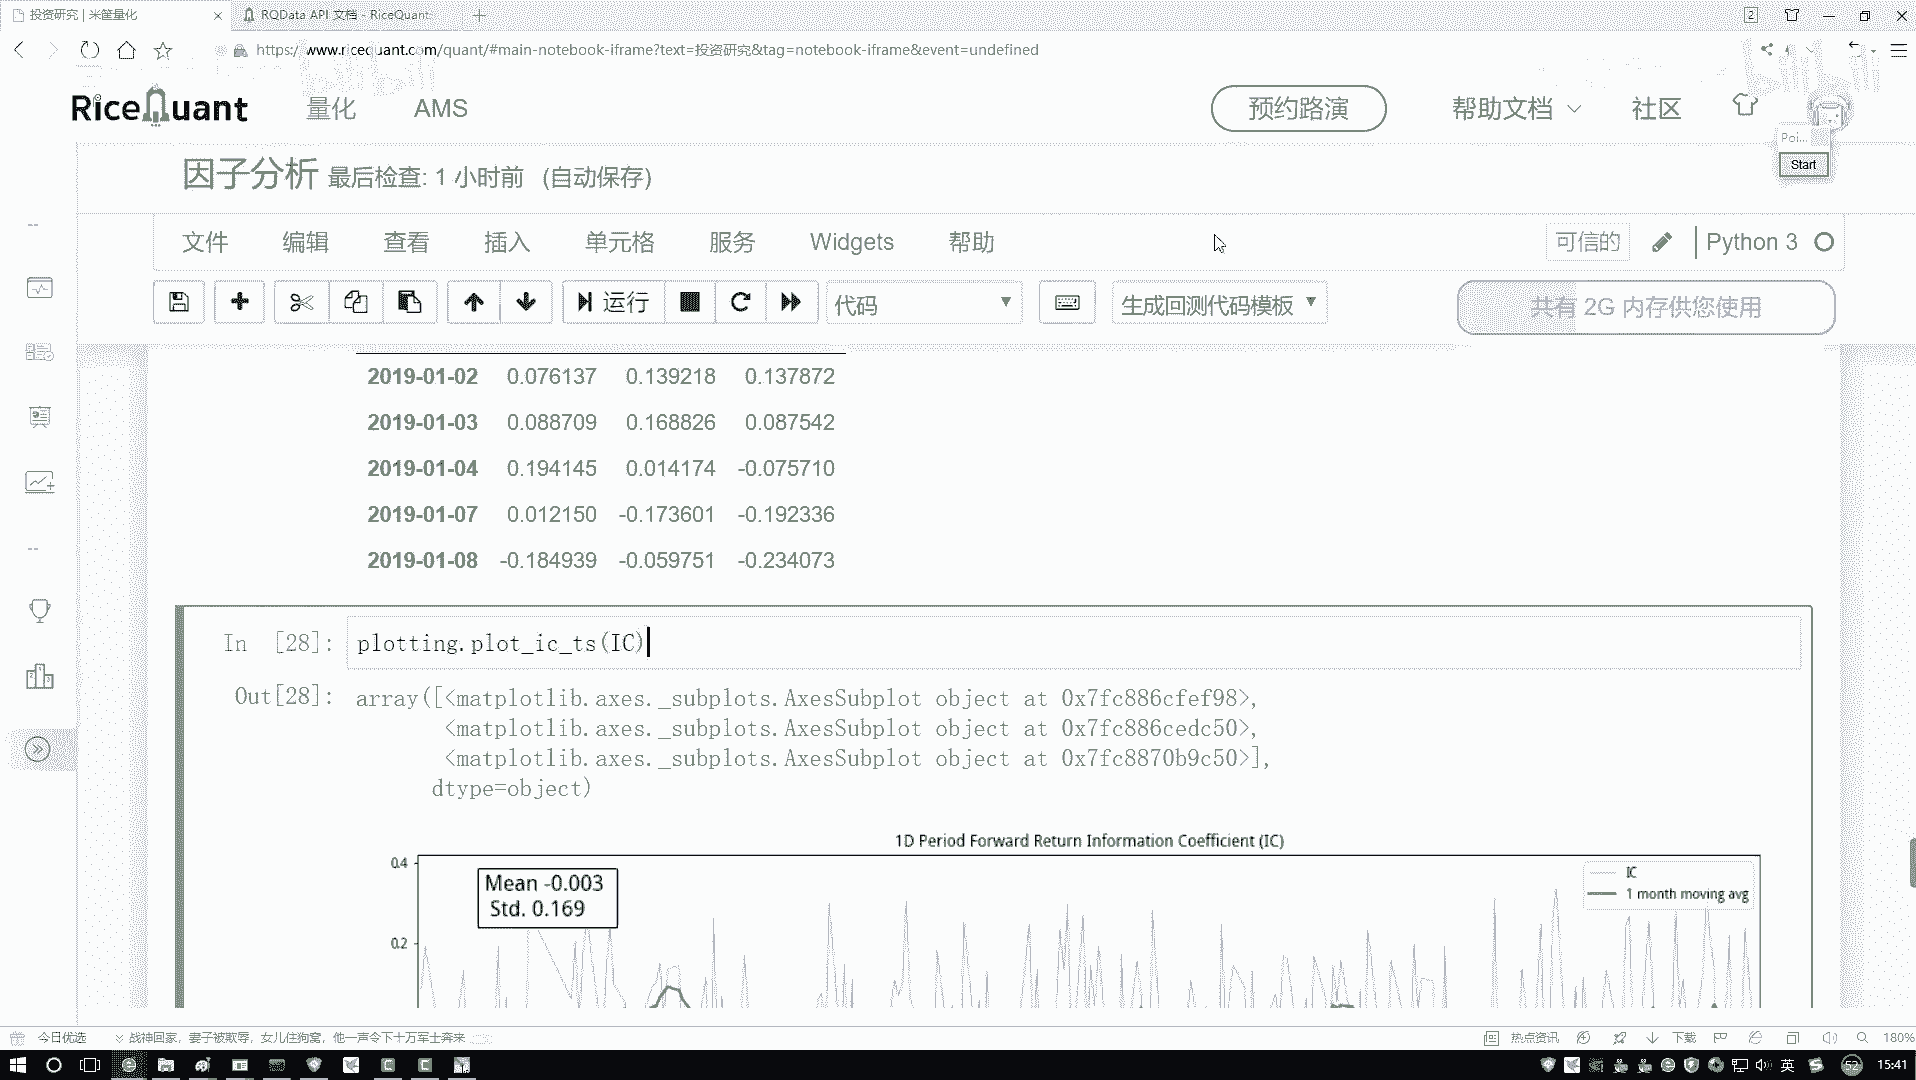 投资研究 | 米筐量化
RQData API 文档 - RiceQuant
2
https://www.ricequant.com/quant/#main-notebook-iframe?text=投资研究&tag=notebook-iframe&event=undefined
RiceQuant 量化 AMS 预约路演 帮助文档 社区
Poi...
Start
因子分析 最后检查: 1 小时前 (自动保存)
文件 编辑 查看 插入 单元格 服务 Widgets 帮助 可信的 Python 3
运行 代码 生成回测代码模板 共有 2G 内存供您使用
2019-01-02 0.076137 0.139218 0.137872
2019-01-03 0.088709 0.168826 0.087542
2019-01-04 0.194145 0.014174 -0.075710
2019-01-07 0.012150 -0.173601 -0.192336
2019-01-08 -0.184939 -0.059751 -0.234073
In [28]: plotting.plot_ic_ts(IC)
Out[28]: array([<matplotlib.axes._subplots.AxesSubplot object at 0x7fc886cfef98>,
<matplotlib.axes._subplots.AxesSubplot object at 0x7fc886cedc50>,
<matplotlib.axes._subplots.AxesSubplot object at 0x7fc8870b9c50>],
dtype=object)
1D Period Forward Return Information Coefficient (IC)
0.4
Mean -0.003
Std. 0.169
IC
1 month moving avg
0.2
今日优选 战神回家，妻子被欺辱，女儿住狗窝，他一声令下十万军士奔来 热点资讯 下载 180%
英 52 15:41